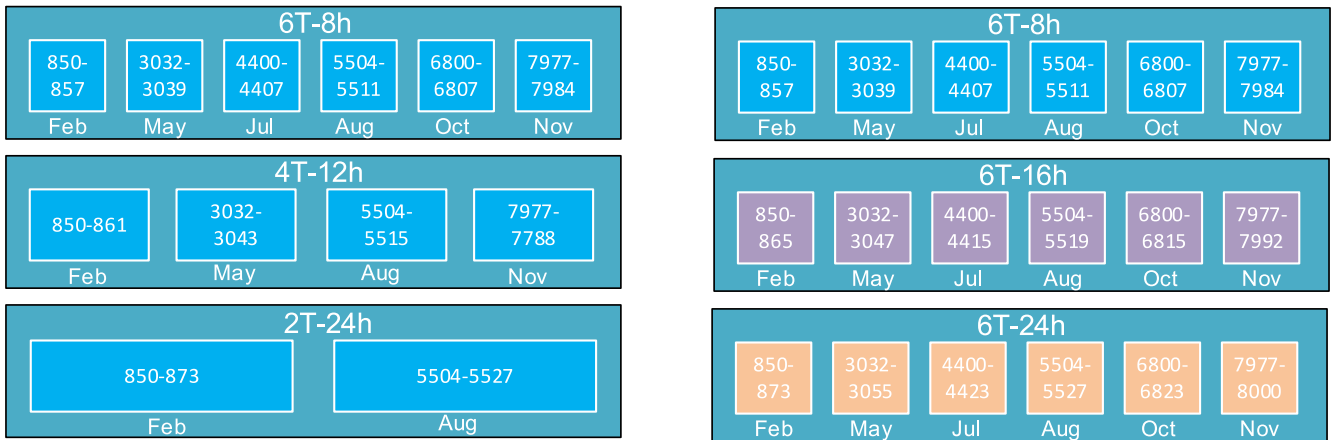 6T-8h
850-
857
3032-
3039
4400-
4407
5504-
5511
6800-
6807
7977-
7984
Feb
May
Jul
Aug
Oct
Nov
4T-12h
850-861
3032-
3043
5504-
5515
7977-
7788
Feb
May
Aug
Nov
2T-24h
850-873
5504-5527
Feb
Aug
6T-8h
850-
857
3032-
3039
4400-
4407
5504-
5511
6800-
6807
7977-
7984
Feb
May
Jul
Aug
Oct
Nov
6T-16h
850-
865
3032-
3047
4400-
4415
5504-
5519
6800-
6815
7977-
7992
Feb
May
Jul
Aug
Oct
Nov
6T-24h
850-
873
3032-
3055
4400-
4423
5504-
5527
6800-
6823
7977-
8000
Feb
May
Jul
Aug
Oct
Nov